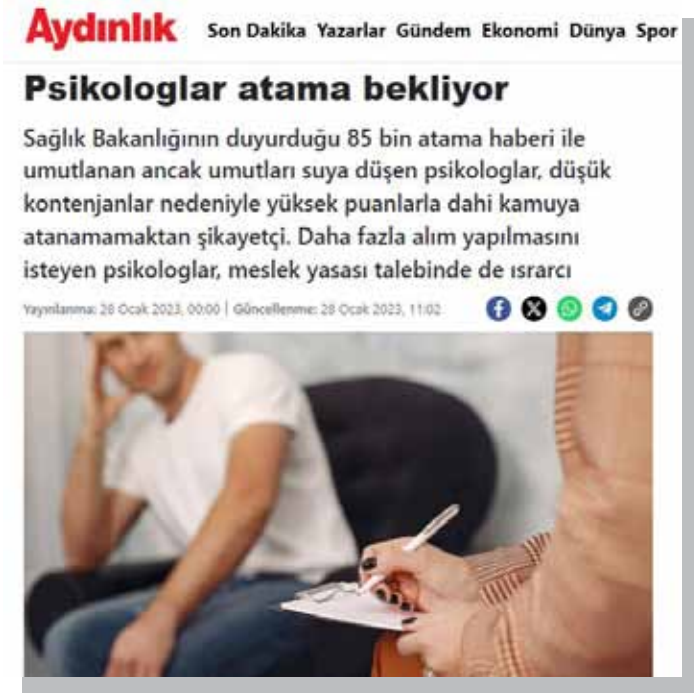 Aydınlık
Son Dakika Yazarlar Gündem Ekonomi Dünya Spor
Psikologlar atama bekliyor
Sağlık Bakanlığının duyurduğu 85 bin atama haberi ile
umutlanan ancak umutları suya düşen psikologlar, düşük
kontenjanlar nedeniyle yüksek puanlarla dahi kamuya
atanamamaktan şikayetçi. Daha fazla alım yapılmasını
isteyen psikologlar, meslek yasası talebinde de ısrarcı
Yayınlanma: 28 Ocak 2023, 00:00 | Güncellenme: 28 Ocak 2023, 11:02